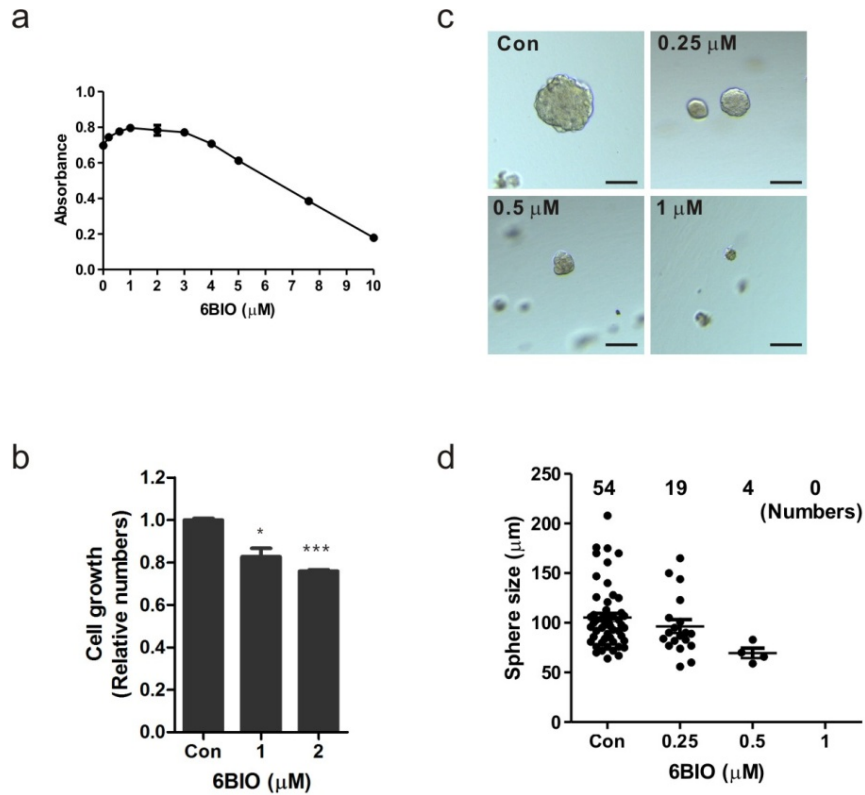 a
1.0
0.8
0.6
0.4
0.2
0.0
Absorbance
0 1 2 3 4 5 6 7 8 9 10
6BIO (μM)
b
1.2
1.0
0.8
0.6
0.4
0.2
0.0
Cell growth
(Relative numbers)
*
***
Con 1 2
6BIO (μM)
c
Con
0.25 μM
0.5 μM
1 μM
d
250
200
150
100
50
0
Sphere size (μm)
54 19 4 0
(Numbers)
Con 0.25 0.5 1
6BIO (μM)